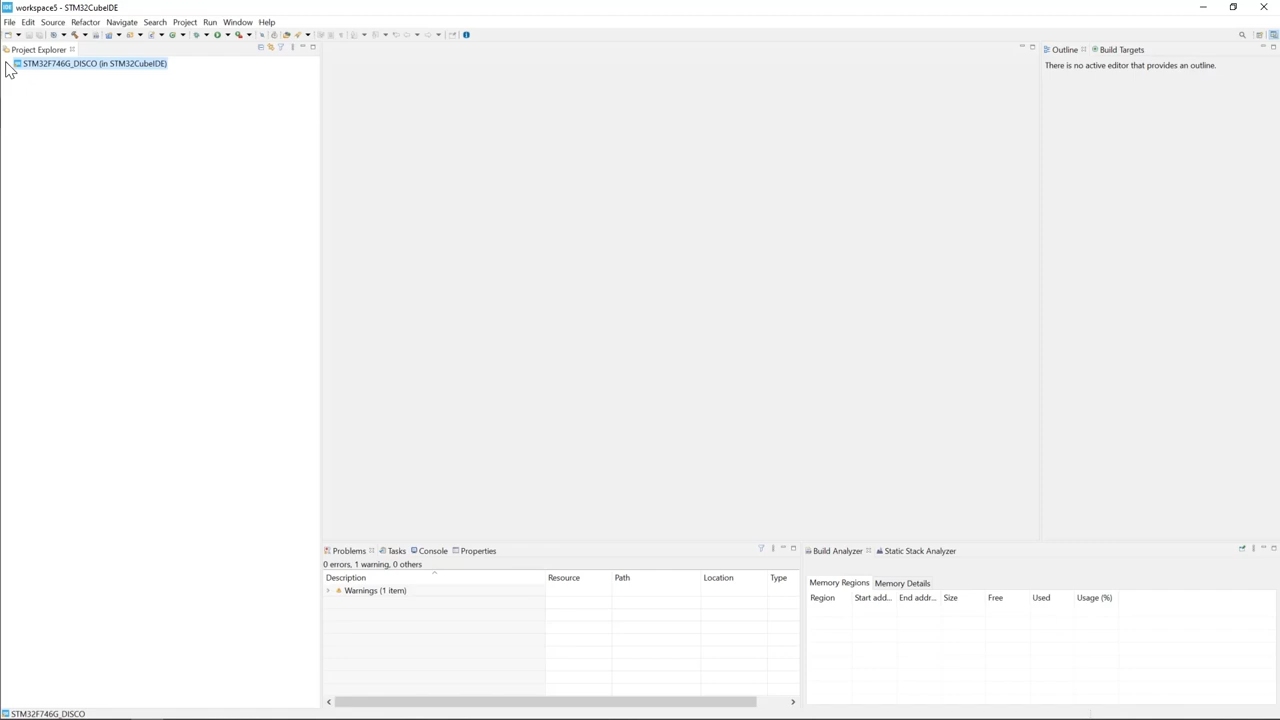 IDE workspace5 - STM32CubeIDE
File Edit Source Refactor Navigate Search Project Run Window Help
Project Explorer
STM32F746G_DISCO (in STM32CubeIDE)
Outline Build Targets
There is no active editor that provides an outline.
Problems Tasks Console Properties
0 errors, 1 warning, 0 others
Description Resource Path Location Type
Warnings (1 item)
Build Analyzer Static Stack Analyzer
Memory Regions Memory Details
Region Start add... End addr... Size Free Used Usage (%)
IDE STM32F746G_DISCO